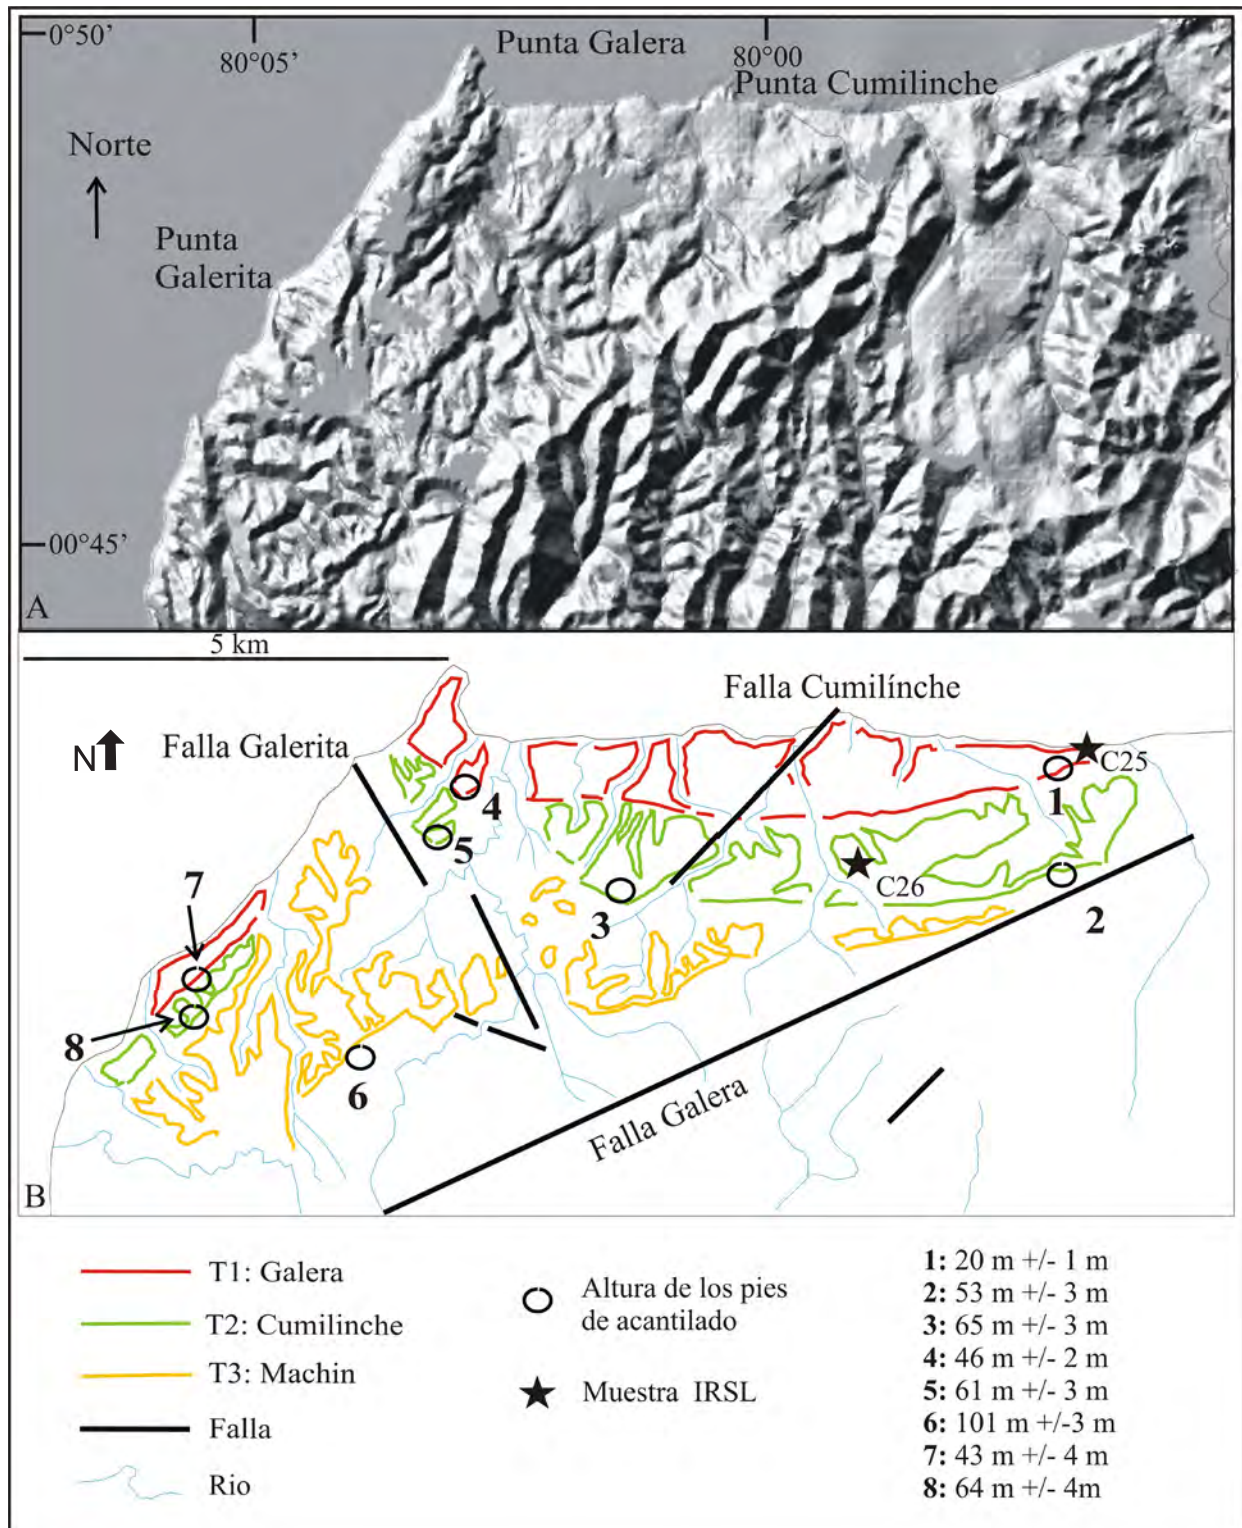 0°50’
80°05’
Punta Galera
80°00
Punta Cumilinche
Norte
Punta
Galerita
00°45’
A
5 km
Falla Cumilínche
Falla Galerita
N
C25
1
4
5
7
3
C26
2
8
6
Falla Galera
B
T1: Galera
T2: Cumilinche
T3: Machin
Falla
Rio
Altura de los pies
de acantilado
Muestra IRSL
1: 20 m +/- 1 m
2: 53 m +/- 3 m
3: 65 m +/- 3 m
4: 46 m +/- 2 m
5: 61 m +/- 3 m
6: 101 m +/-3 m
7: 43 m +/- 4 m
8: 64 m +/- 4m